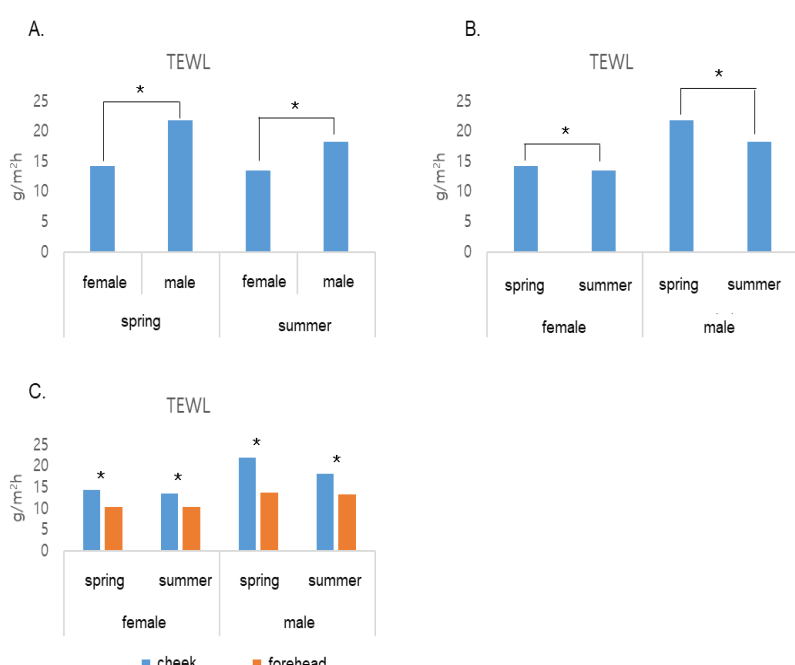 A.
TEWL
*
*
25
20
15
10
5
0
g/m²h
female male female male
spring summer
B.
TEWL
*
*
25
20
15
10
5
0
g/m²h
spring summer spring summer
female male
C.
TEWL
*
*
*
*
25
20
15
10
5
0
g/m²h
spring summer spring summer
female male
cheek forehead